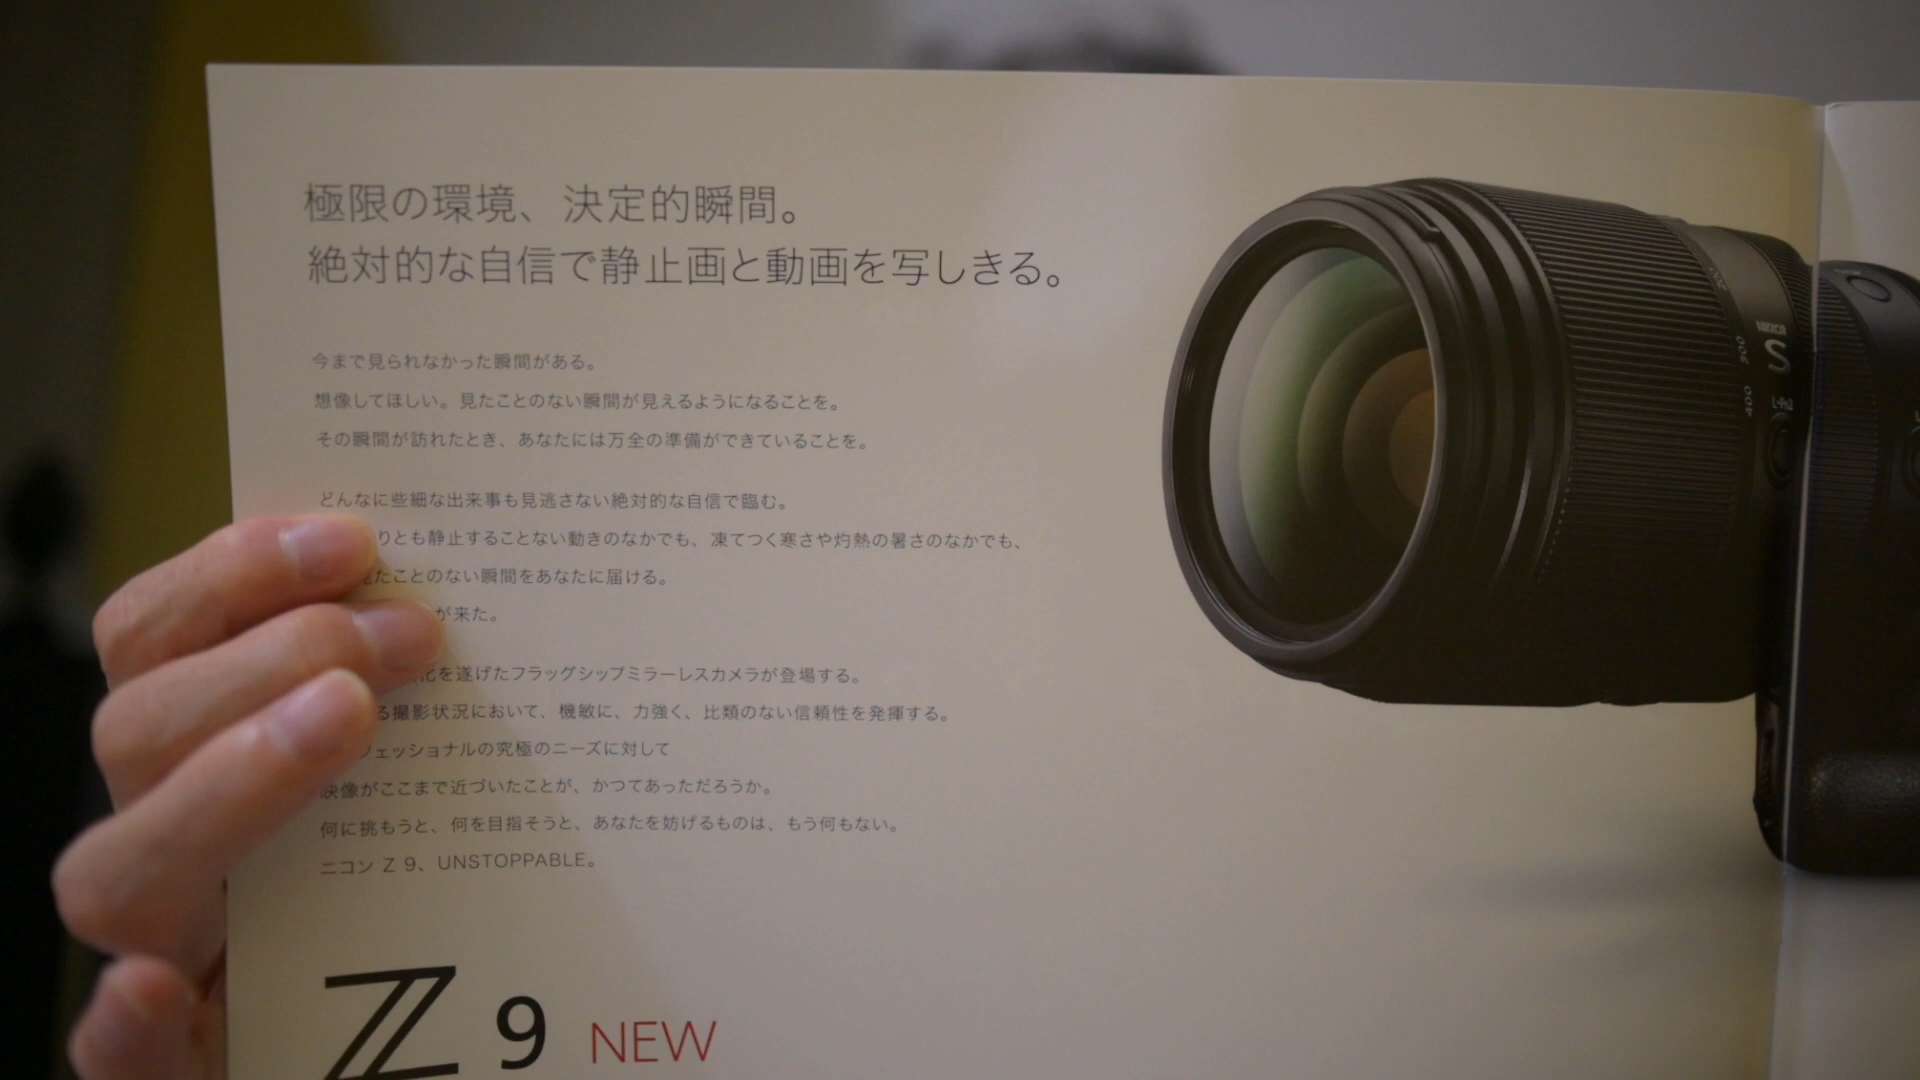 極限の環境、決定的瞬間。
絶対的な自信で静止画と動画を写しきる。
今まで見られなかった瞬間がある。
想像してほしい。見たことのない瞬間が見えるようになることを。
その瞬間が訪れたとき、あなたには万全の準備ができていることを。
どんなに些細な出来事も見逃さない絶対的な自信で臨む。
りとも静止することない動きのなかでも、凍てつく寒さや灼熱の暑さのなかでも、
たことのない瞬間をあなたに届ける。
が来た。
化を遂げたフラッグシップミラーレスカメラが登場する。
る撮影状況において、機敏に、力強く、比類のない信頼性を発揮する。
フェッショナルの究極のニーズに対して
映像がここまで近づいたことが、かつてあっただろうか。
何に挑もうと、何を目指そうと、あなたを妨げるものは、もう何もない。
ニコン Z 9、UNSTOPPABLE。
Z 9 NEW
NIKKOR
S
300
400
L-Fn